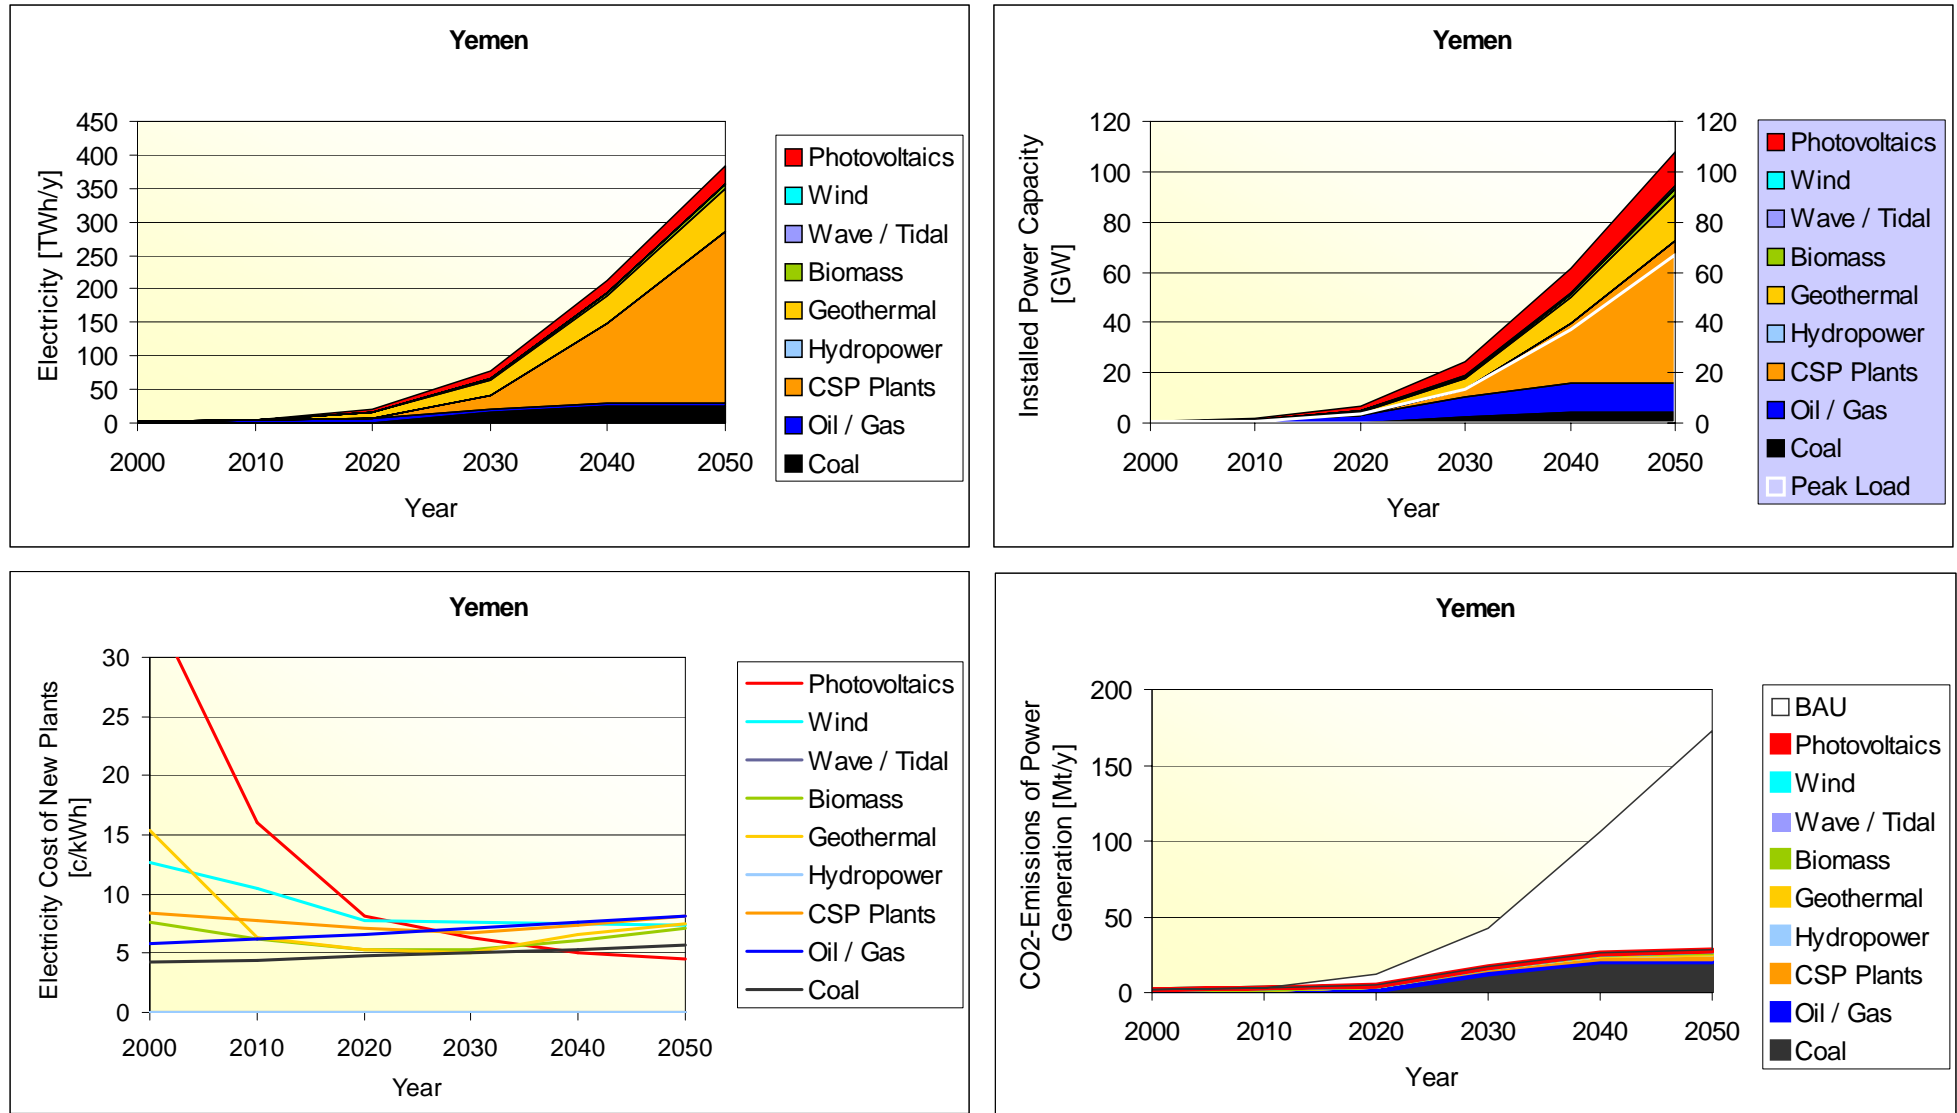 Yemen
Electricity [TWh/y]
450
400
350
300
250
200
150
100
50
0
2000 2010 2020 2030 2040 2050
Year
Photovoltaics
Wind
Wave / Tidal
Biomass
Geothermal
Hydropower
CSP Plants
Oil / Gas
Coal
Yemen
Installed Power Capacity
[GW]
120 120
100 100
80 80
60 60
40 40
20 20
0 0
2000 2010 2020 2030 2040 2050
Year
Photovoltaics
Wind
Wave / Tidal
Biomass
Geothermal
Hydropower
CSP Plants
Oil / Gas
Coal
Peak Load
Yemen
Electricity Cost of New Plants
[c/kWh]
30
25
20
15
10
5
0
2000 2010 2020 2030 2040 2050
Year
Photovoltaics
Wind
Wave / Tidal
Biomass
Geothermal
Hydropower
CSP Plants
Oil / Gas
Coal
Yemen
CO2-Emissions of Power
Generation [Mt/y]
200
150
100
50
0
2000 2010 2020 2030 2040 2050
Year
BAU
Photovoltaics
Wind
Wave / Tidal
Biomass
Geothermal
Hydropower
CSP Plants
Oil / Gas
Coal